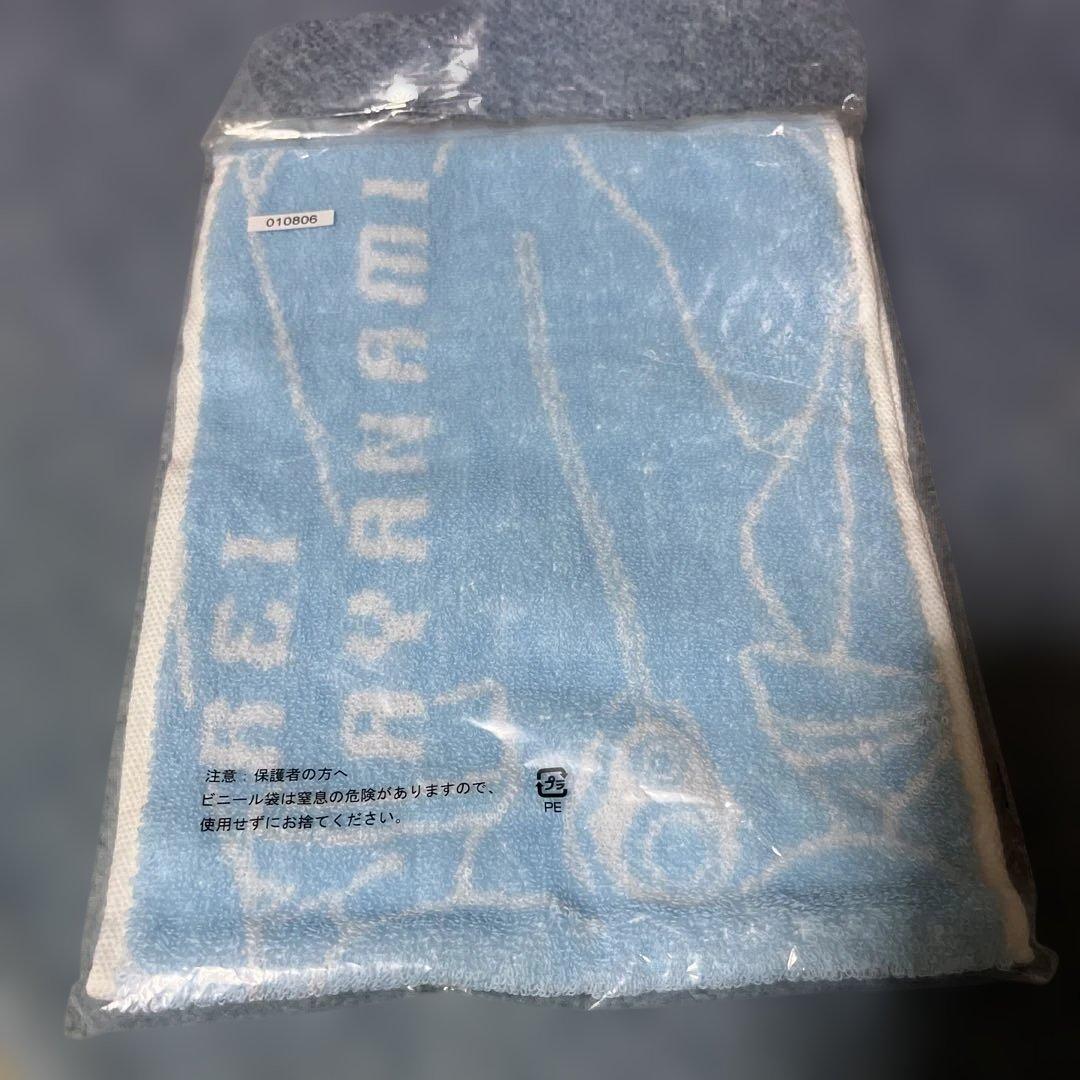 010806
REI
AYANAMI
注意：保護者の方へ
ビニール袋は窒息の危険がありますので、
使用せずにお捨てください。
プラ
PE